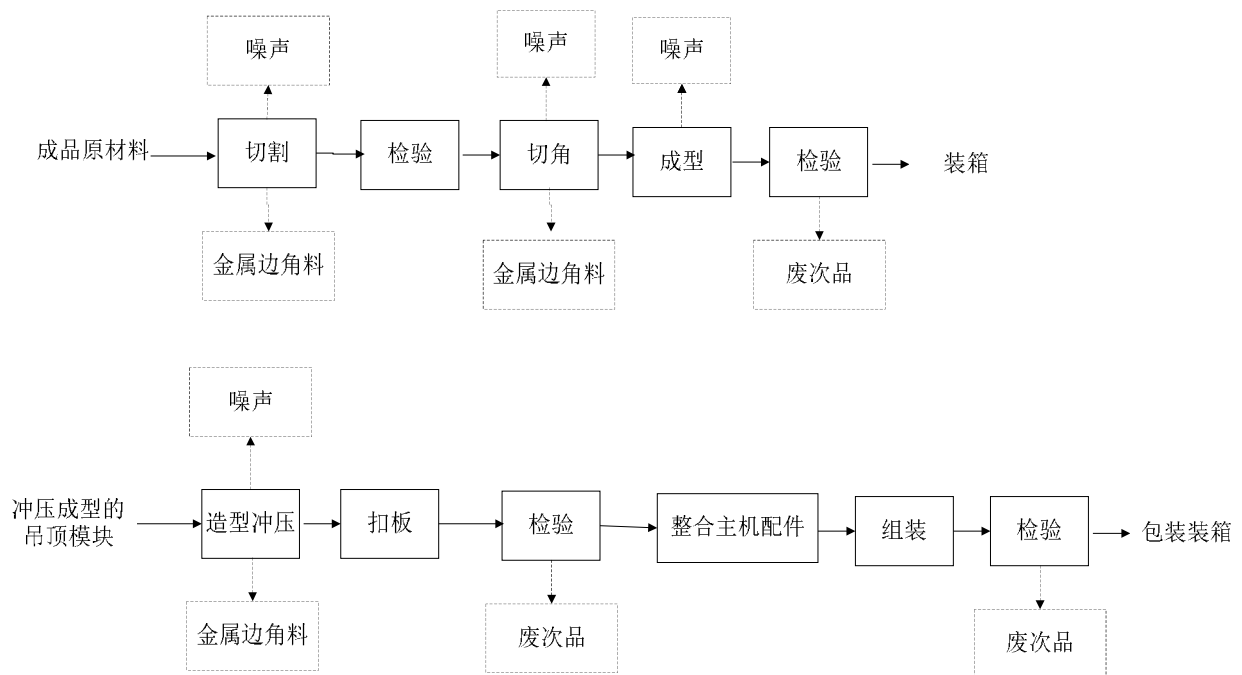 噪声
噪声
噪声
成品原材料
切割
检验
切角
成型
检验
装箱
金属边角料
金属边角料
废次品
噪声
冲压成型的
吊顶模块
造型冲压
扣板
检验
整合主机配件
组装
检验
包装装箱
金属边角料
废次品
废次品